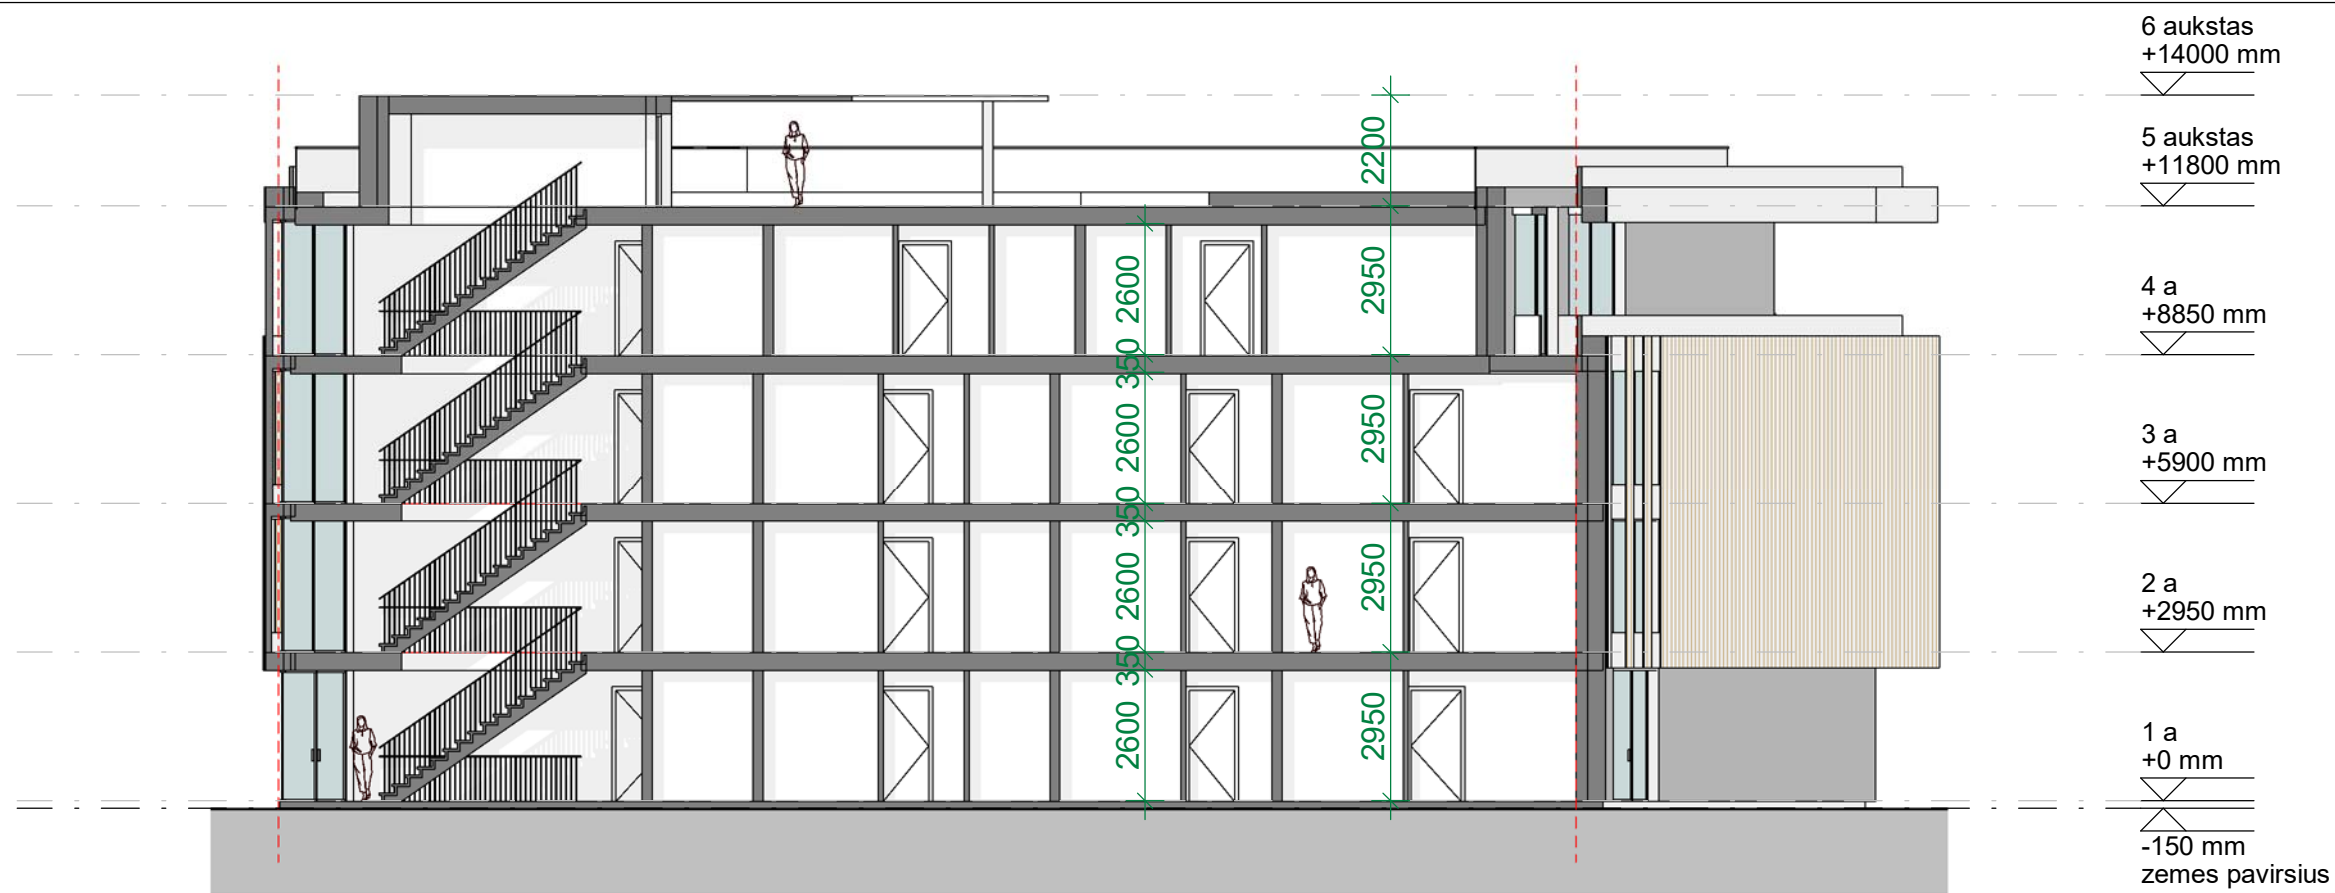 6 aukstas
+14000 mm
5 aukstas
+11800 mm
4 a
+8850 mm
3 a
+5900 mm
2 a
+2950 mm
1 a
+0 mm
-150 mm
zemes pavirsius
2600
350
2600
350
2600
350
2600
2200
2950
2950
2950
2950